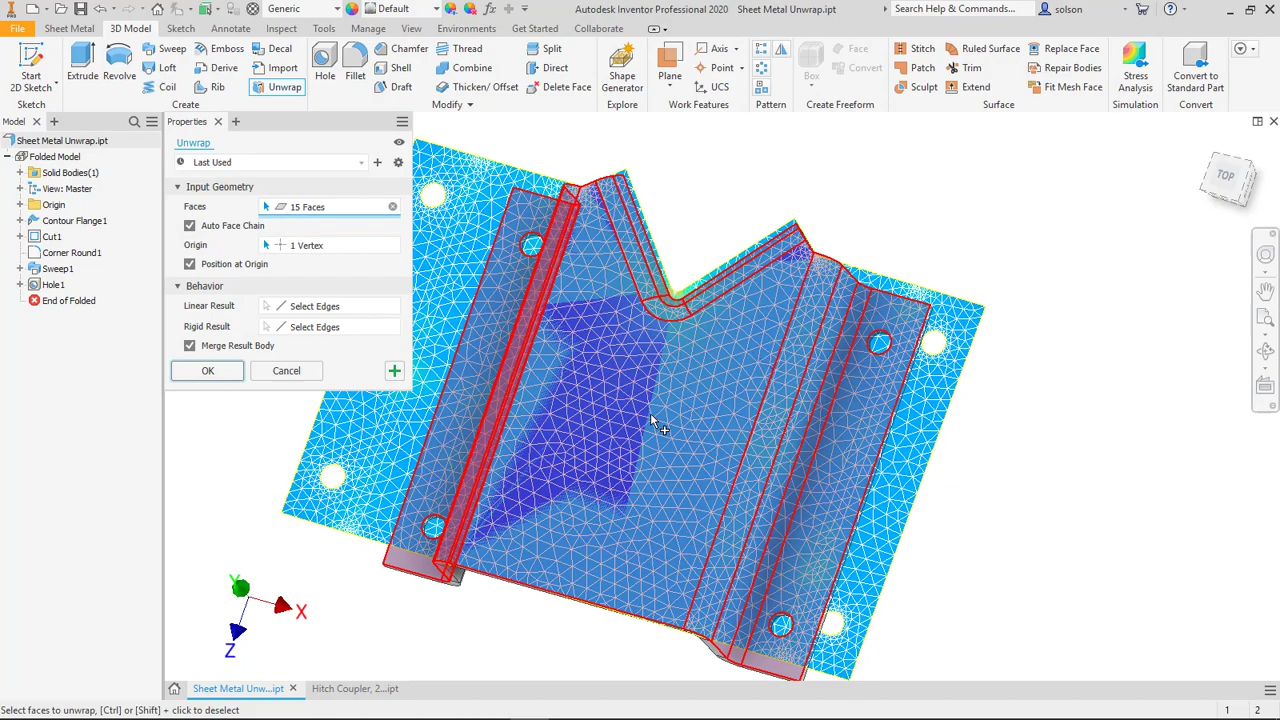 Generic
Default
Autodesk Inventor Professional 2020 Sheet Metal Unwrap.ipt
Search Help & Commands...
solson
File
Sheet Metal
3D Model
Sketch
Annotate
Inspect
Tools
Manage
View
Environments
Collaborate
Start
2D Sketch
Extrude
Revolve
Sweep
Loft
Coil
Emboss
Derive
Rib
Decal
Import
Unwrap
Hole
Fillet
Chamfer
Shell
Draft
Thread
Combine
Thicken/ Offset
Split
Direct
Delete Face
Shape
Generator
Plane
Axis
Point
UCS
Box
Face
Convert
Stitch
Patch
Sculpt
Ruled Surface
Trim
Extend
Replace Face
Repair Bodies
Fit Mesh Face
Stress
Analysis
Convert to
Standard Part
Sketch
Create
Modify
Explore
Work Features
Pattern
Create Freeform
Surface
Simulation
Convert
Model
Sheet Metal Unwrap.ipt
Folded Model
Solid Bodies(1)
View: Master
Origin
Contour Flange1
Cut1
Corner Round1
Sweep1
Hole1
End of Folded
Properties
Unwrap
Last Used
Input Geometry
Faces 15 Faces
Auto Face Chain
Origin 1 Vertex
Position at Origin
Behavior
Linear Result Select Edges
Rigid Result Select Edges
Merge Result Body
OK Cancel
TOP
Y
X
Z
Sheet Metal Unw...ipt
Hitch Coupler, 2...ipt
Select faces to unwrap, [Ctrl] or [Shift] + click to deselect
1 2